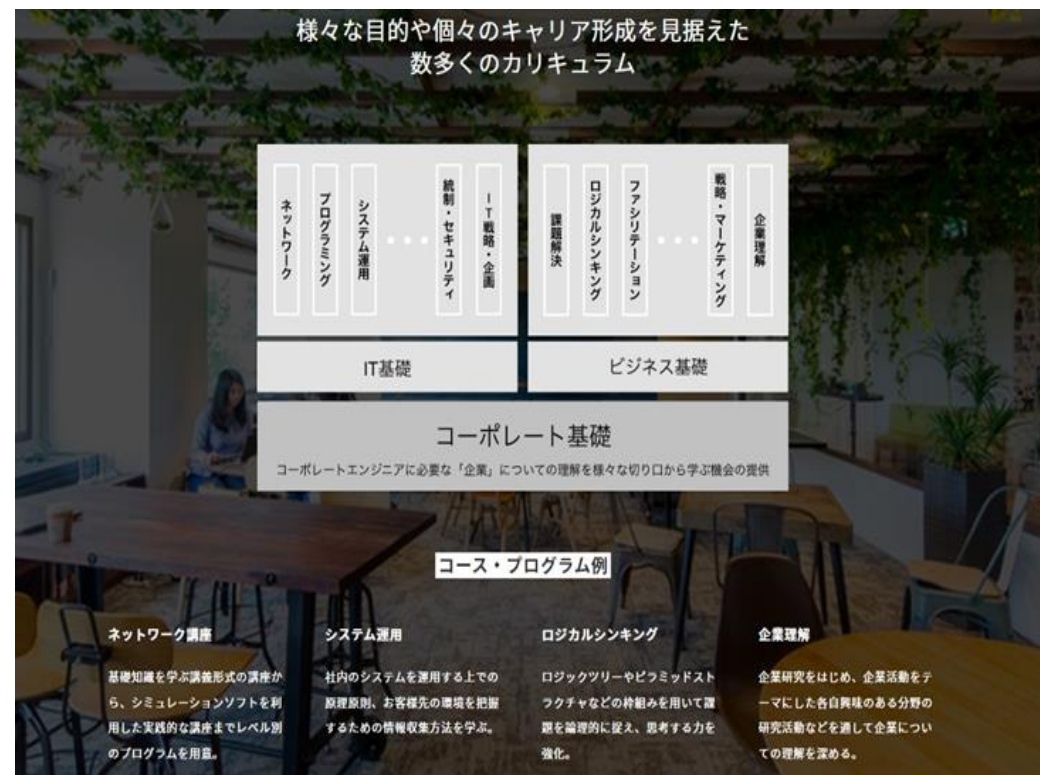 様々な目的や個々のキャリア形成を見据えた
数多くのカリキュラム
ネットワーク
プログラミング
システム運用
・・・
統制・セキュリティ
IT戦略・企画
課題解決
ロジカルシンキング
ファシリテーション
・・・
戦略・マーケティング
企業理解
IT基礎
ビジネス基礎
コーポレート基礎
コーポレートエンジニアに必要な「企業」についての理解を様々な切り口から学ぶ機会の提供
コース・プログラム例
ネットワーク講座
基礎知識を学ぶ講義形式の講座か
ら、シミュレーションソフトを利
用した実践的な講座までレベル別
のプログラムを用意。
システム運用
社内のシステムを運用する上での
原理原則、お客様先の環境を把握
するための情報収集方法を学ぶ。
ロジカルシンキング
ロジックツリーやピラミッドスト
ラクチャなどの枠組みを用いて課
題を論理的に捉え、思考する力を
強化。
企業理解
企業研究をはじめ、企業活動をテ
ーマにした各自興味のある分野の
研究活動などを通して企業につい
ての理解を深める。